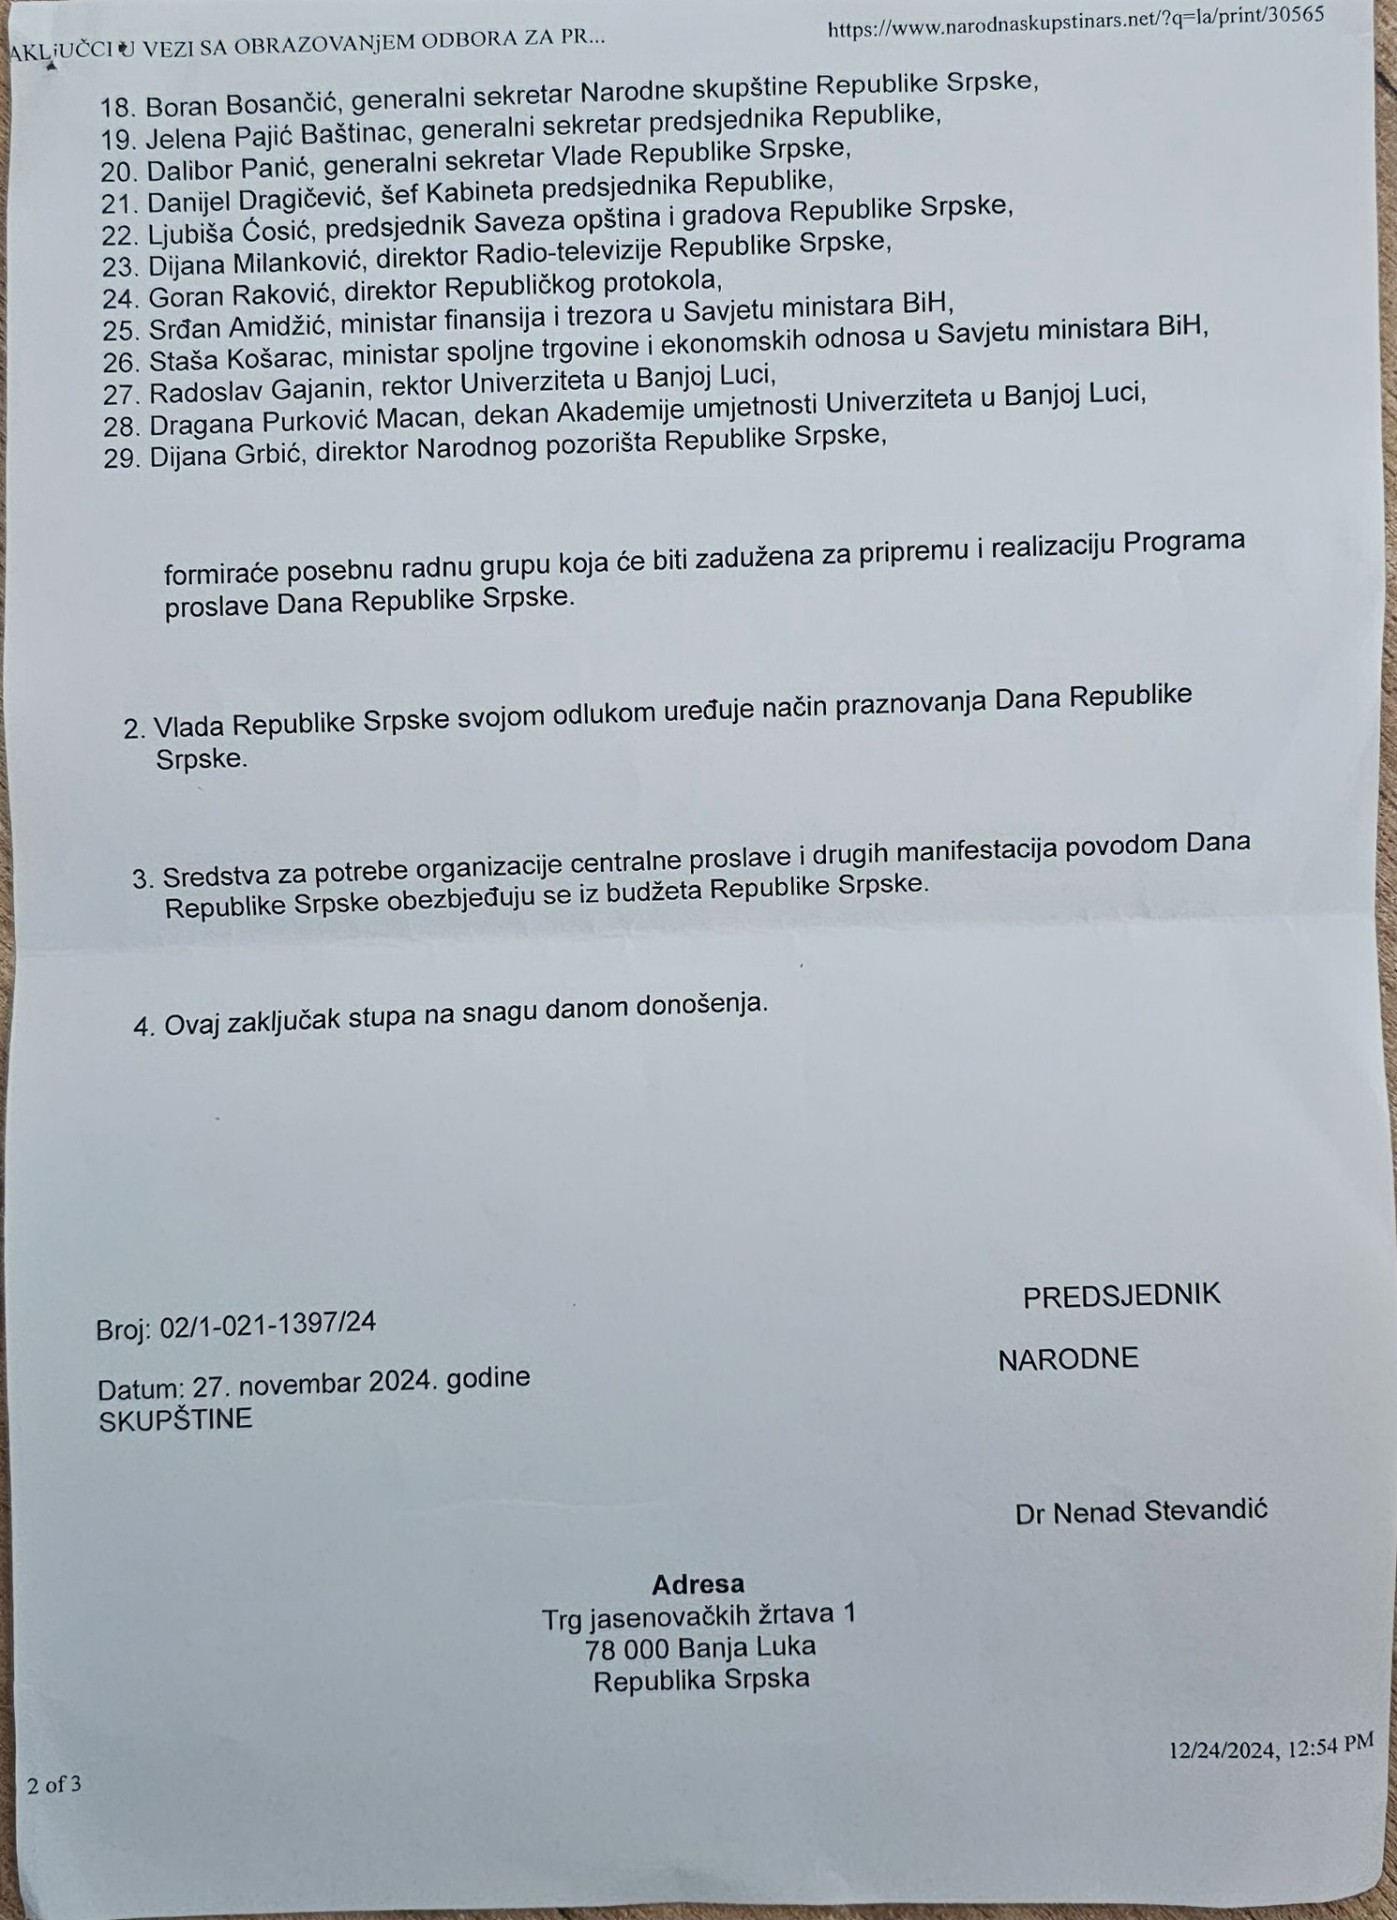 AKLjUČCI U VEZI SA OBRAZOVANjEM ODBORA ZA PR...
https://www.narodnaskupstinars.net/?q=la/print/30565
18. Boran Bosančić, generalni sekretar Narodne skupštine Republike Srpske,
19. Jelena Pajić Baštinac, generalni sekretar predsjednika Republike,
20. Dalibor Panić, generalni sekretar Vlade Republike Srpske,
21. Danijel Dragičević, šef Kabineta predsjednika Republike,
22. Ljubiša Ćosić, predsjednik Saveza opština i gradova Republike Srpske,
23. Dijana Milanković, direktor Radio-televizije Republike Srpske,
24. Goran Raković, direktor Republičkog protokola,
25. Srđan Amidžić, ministar finansija i trezora u Savjetu ministara BiH,
26. Staša Košarac, ministar spoljne trgovine i ekonomskih odnosa u Savjetu ministara BiH,
27. Radoslav Gajanin, rektor Univerziteta u Banjoj Luci,
28. Dragana Purković Macan, dekan Akademije umjetnosti Univerziteta u Banjoj Luci,
29. Dijana Grbić, direktor Narodnog pozorišta Republike Srpske,
formiraće posebnu radnu grupu koja će biti zadužena za pripremu i realizaciju Programa
proslave Dana Republike Srpske.
2. Vlada Republike Srpske svojom odlukom uređuje način praznovanja Dana Republike
Srpske.
3. Sredstva za potrebe organizacije centralne proslave i drugih manifestacija povodom Dana
Republike Srpske obezbjeđuju se iz budžeta Republike Srpske.
4. Ovaj zaključak stupa na snagu danom donošenja.
PREDSJEDNIK
Broj: 02/1-021-1397/24
NARODNE
Datum: 27. novembar 2024. godine
SKUPŠTINE
Dr Nenad Stevandić
Adresa
Trg jasenovačkih žrtava 1
78 000 Banja Luka
Republika Srpska
12/24/2024, 12:54 PM
2 of 3